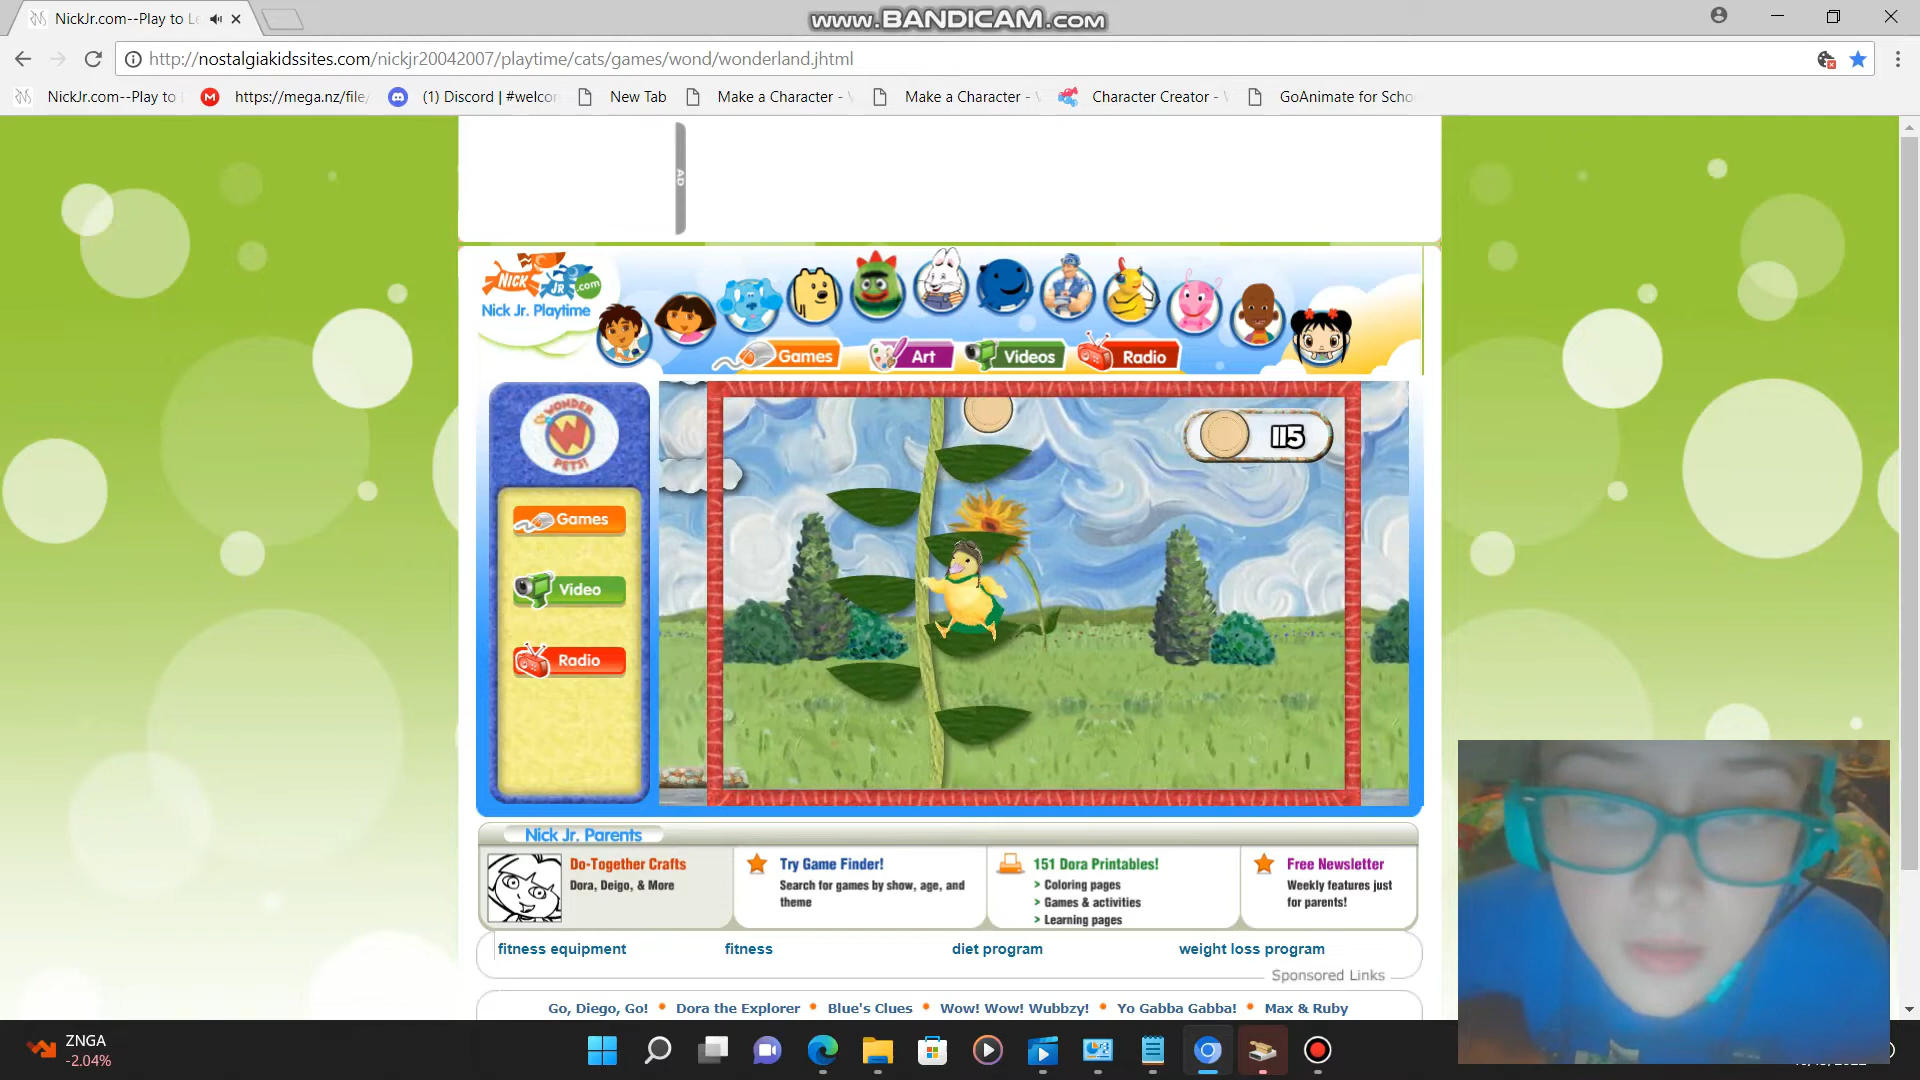 NickJr.com--Play to Le
www.BANDICAM.com
http://nostalgiakidssites.com/nickjr20042007/playtime/cats/games/wond/wonderland.jhtml
NickJr.com--Play to
https://mega.nz/file/
(1) Discord | #welcor
New Tab
Make a Character -
Make a Character -
Character Creator -
GoAnimate for Scho
AD
NICK JR .com
Nick Jr. Playtime
Games
Art
Videos
Radio
WONDER
W
PETS!
115
Games
Video
Radio
Nick Jr. Parents
Do-Together Crafts
Dora, Deigo, & More
Try Game Finder!
Search for games by show, age, and
theme
151 Dora Printables!
> Coloring pages
> Games & activities
> Learning pages
Free Newsletter
Weekly features just
for parents!
fitness equipment
fitness
diet program
weight loss program
Sponsored Links
Go, Diego, Go! • Dora the Explorer • Blue's Clues • Wow! Wow! Wubbzy! • Yo Gabba Gabba! • Max & Ruby
ZNGA
-2.04%